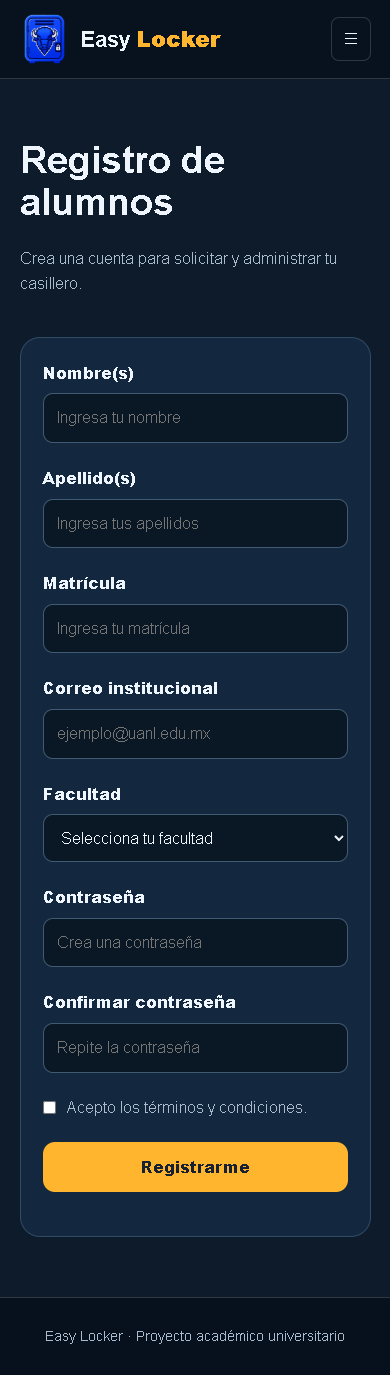 Easy Locker
☰
Registro de
alumnos
Crea una cuenta para solicitar y administrar tu
casillero.
Nombre(s)
Ingresa tu nombre
Apellido(s)
Ingresa tus apellidos
Matrícula
Ingresa tu matrícula
Correo institucional
ejemplo@uanl.edu.mx
Facultad
Selecciona tu facultad
Contraseña
Crea una contraseña
Confirmar contraseña
Repite la contraseña
Acepto los términos y condiciones.
Registrarme
Easy Locker · Proyecto académico universitario